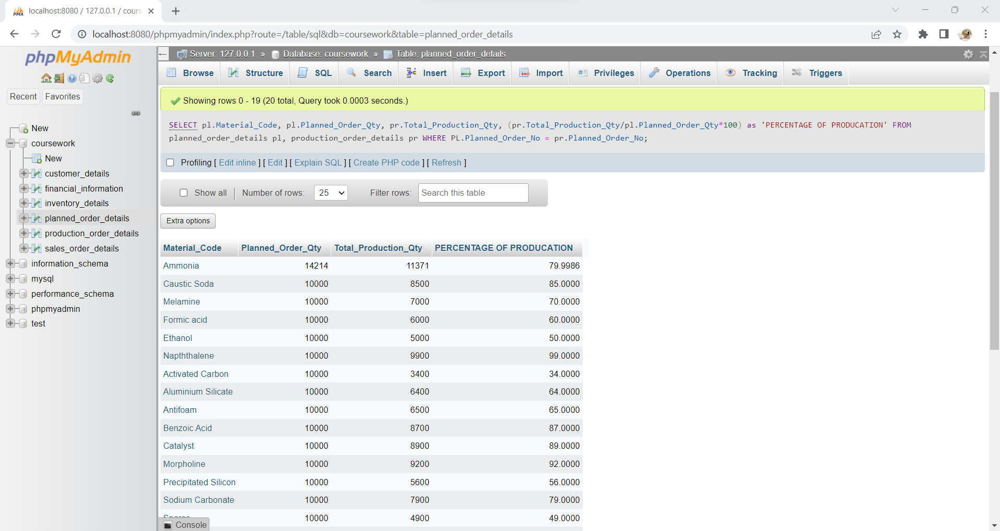 localhost:8080 / 127.0.0.1 / cours
localhost:8080/phpmyadmin/index.php?route=/table/sql&db=coursework&table=planned_order_details
phpMyAdmin
Recent Favorites
New
coursework
New
customer_details
financial_information
inventory_details
planned_order_details
production_order_details
sales_order_details
information_schema
mysql
performance_schema
phpmyadmin
test
Server: 127.0.0.1 » Database: coursework » Table: planned_order_details
Browse Structure SQL Search Insert Export Import Privileges Operations Tracking Triggers
Showing rows 0 - 19 (20 total, Query took 0.0003 seconds.)
SELECT pl.Material_Code, pl.Planned_Order_Qty, pr.Total_Production_Qty, (pr.Total_Production_Qty/pl.Planned_Order_Qty*100) as 'PERCENTAGE OF PRODUCATION' FROM
planned_order_details pl, production_order_details pr WHERE PL.Planned_Order_No = pr.Planned_Order_No;
Profiling [ Edit inline ] [ Edit ] [ Explain SQL ] [ Create PHP code ] [ Refresh ]
Show all Number of rows: 25 Filter rows: Search this table
Extra options
Material_Code Planned_Order_Qty Total_Production_Qty PERCENTAGE OF PRODUCATION
Ammonia 14214 11371 79.9986
Caustic Soda 10000 8500 85.0000
Melamine 10000 7000 70.0000
Formic acid 10000 6000 60.0000
Ethanol 10000 5000 50.0000
Napththalene 10000 9900 99.0000
Activated Carbon 10000 3400 34.0000
Aluminium Silicate 10000 6400 64.0000
Antifoam 10000 6500 65.0000
Benzoic Acid 10000 8700 87.0000
Catalyst 10000 8900 89.0000
Morpholine 10000 9200 92.0000
Precipitated Silicon 10000 5600 56.0000
Sodium Carbonate 10000 7900 79.0000
10000 4900 49.0000
Console